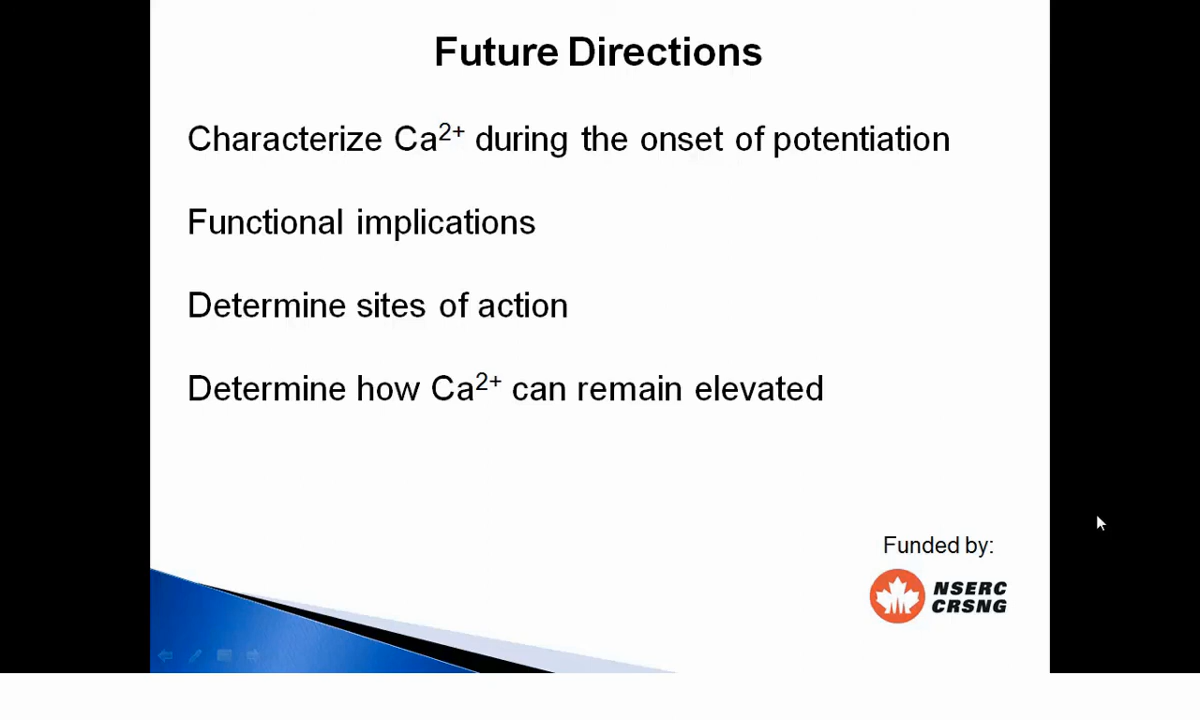 Future Directions
Characterize Ca²⁺ during the onset of potentiation
Functional implications
Determine sites of action
Determine how Ca²⁺ can remain elevated
Funded by:
NSERC
CRSNG